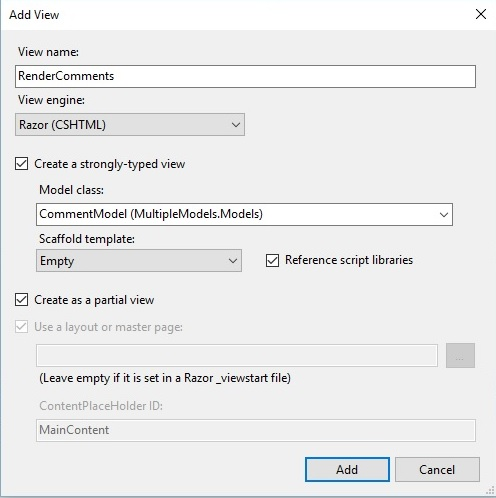 Add View
View name:
RenderComments
View engine:
Razor (CSHTML)
Create a strongly-typed view
Model class:
CommentModel (MultipleModels.Models)
Scaffold template:
Empty
Reference script libraries
Create as a partial view
Use a layout or master page:
...
(Leave empty if it is set in a Razor _viewstart file)
ContentPlaceHolder ID:
MainContent
Add
Cancel